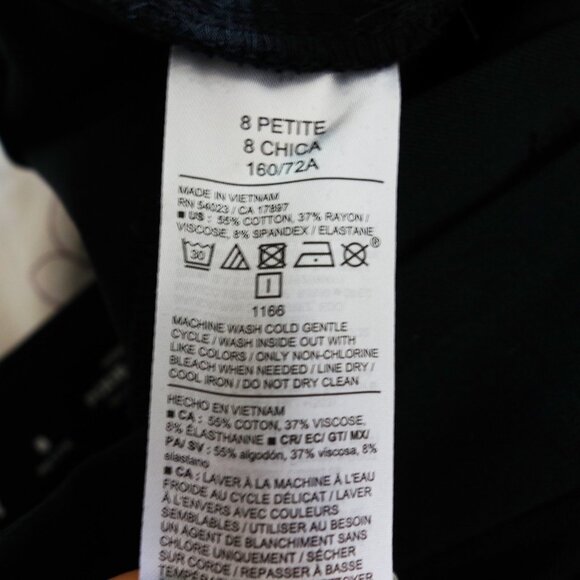 8 PETITE
8 CHICA
160/72A
MADE IN VIETNAM
RN 54023 / CA 17897
■ US : 55% COTTON, 37% RAYON /
VISCOSE, 8% SPANDEX / ELASTANE
30
®
I
1166
MACHINE WASH COLD GENTLE
CYCLE / WASH INSIDE OUT WITH
LIKE COLORS / ONLY NON-CHLORINE
BLEACH WHEN NEEDED / LINE DRY /
COOL IRON / DO NOT DRY CLEAN
HECHO EN VIETNAM
■ CA : 55% COTON, 37% VISCOSE,
8% ÉLASTHANNE ■ CR/ EC/ GT/ MX/
PA/ SV : 55% algodón, 37% viscosa, 8%
elastano
■ CA : LAVER À LA MACHINE À L'EAU
FROIDE AU CYCLE DÉLICAT / LAVER
À L'ENVERS AVEC COULEURS
SEMBLABLES / UTILISER AU BESOIN
UN AGENT DE BLANCHIMENT SANS
CHLORE UNIQUEMENT / SÉCHER
SUR CORDE / REPASSER À BASSE